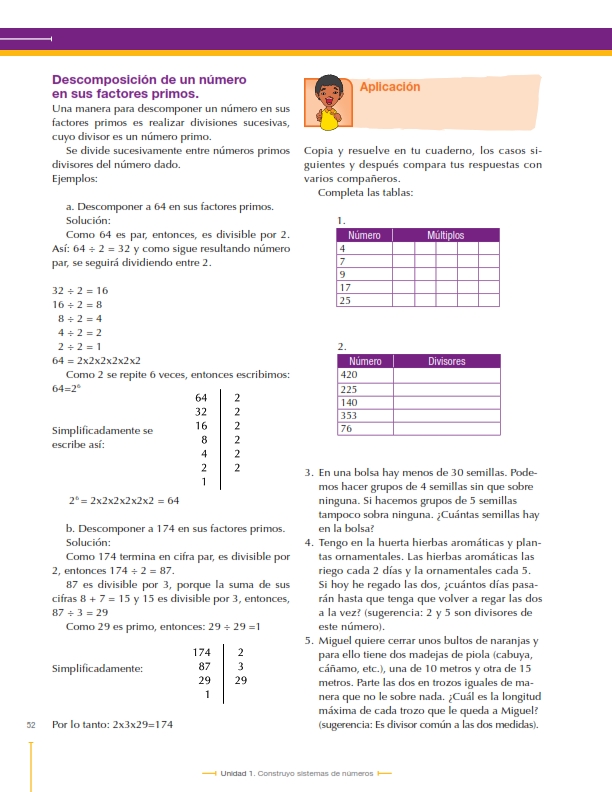 Descomposición de un número
en sus factores primos.
Una manera para descomponer un número en sus
factores primos es realizar divisiones sucesivas,
cuyo divisor es un número primo.
Se divide sucesivamente entre números primos
divisores del número dado.
Ejemplos:
a. Descomponer a 64 en sus factores primos.
Solución:
Como 64 es par, entonces, es divisible por 2.
Así: 64 ÷ 2 = 32 y como sigue resultando número
par, se seguirá dividiendo entre 2.
32 ÷ 2 = 16
16 ÷ 2 = 8
8 ÷ 2 = 4
4 ÷ 2 = 2
2 ÷ 2 = 1
64 = 2x2x2x2x2x2
Como 2 se repite 6 veces, entonces escribimos:
64=2⁶
Simplificadamente se
escribe así:
64 2
32 2
16 2
8 2
4 2
2 2
1
2⁶ = 2x2x2x2x2x2 = 64
b. Descomponer a 174 en sus factores primos.
Solución:
Como 174 termina en cifra par, es divisible por
2, entonces 174 ÷ 2 = 87.
87 es divisible por 3, porque la suma de sus
cifras 8 + 7 = 15 y 15 es divisible por 3, entonces,
87 ÷ 3 = 29
Como 29 es primo, entonces: 29 ÷ 29 =1
Simplificadamente:
174 2
87 3
29 29
1
Por lo tanto: 2x3x29=174
52
Aplicación
Copia y resuelve en tu cuaderno, los casos si-
guientes y después compara tus respuestas con
varios compañeros.
Completa las tablas:
1.
Número Múltiplos
4
7
9
17
25
2.
Número Divisores
420
225
140
353
76
3. En una bolsa hay menos de 30 semillas. Pode-
mos hacer grupos de 4 semillas sin que sobre
ninguna. Si hacemos grupos de 5 semillas
tampoco sobra ninguna. ¿Cuántas semillas hay
en la bolsa?
4. Tengo en la huerta hierbas aromáticas y plan-
tas ornamentales. Las hierbas aromáticas las
riego cada 2 días y la ornamentales cada 5.
Si hoy he regado las dos, ¿cuántos días pasa-
rán hasta que tenga que volver a regar las dos
a la vez? (sugerencia: 2 y 5 son divisores de
este número).
5. Miguel quiere cerrar unos bultos de naranjas y
para ello tiene dos madejas de piola (cabuya,
cáñamo, etc.), una de 10 metros y otra de 15
metros. Parte las dos en trozos iguales de ma-
nera que no le sobre nada. ¿Cuál es la longitud
máxima de cada trozo que le queda a Miguel?
(sugerencia: Es divisor común a las dos medidas).
Unidad 1. Construyo sistemas de números